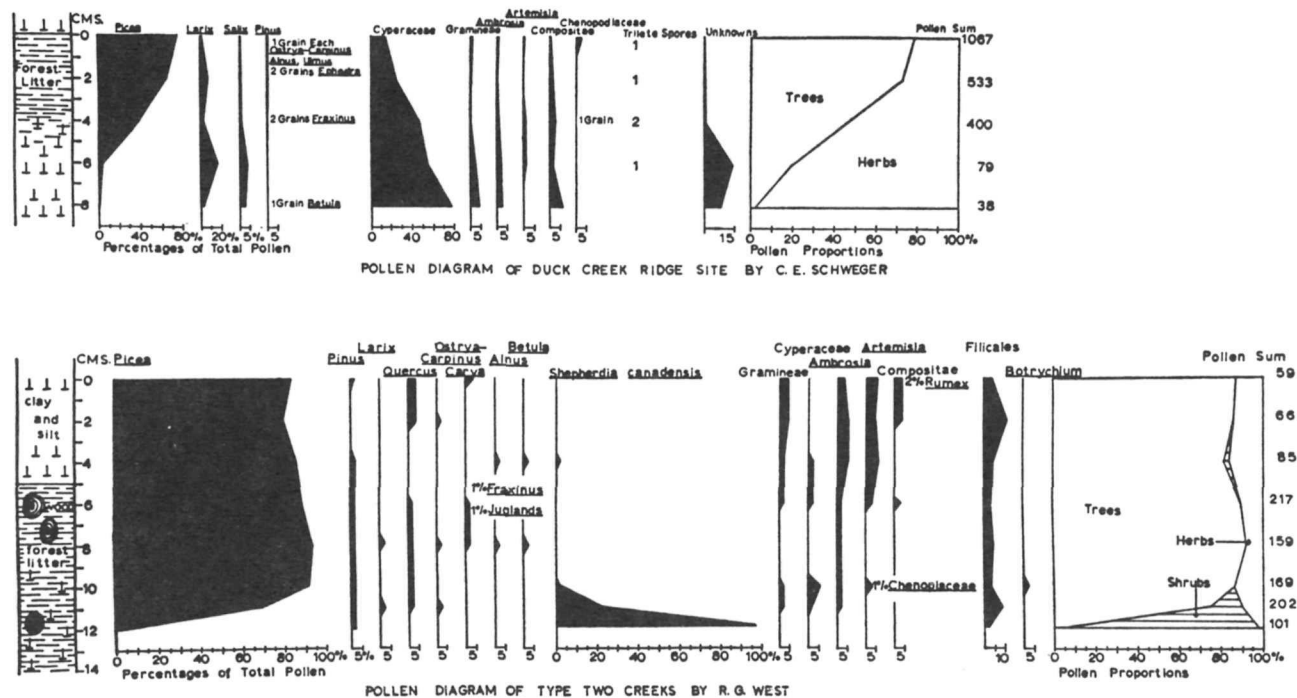 CMS.
Picea
Larix
Salix
Pinus
Cyperaceae
Gramineae
Ambrosia
Artemisia
Compositae
Chenopodiaceae
Trilete Spores
Unknowns
Pollen Sum
0
2
4
6
8
Forest
Litter
1 Grain Each
Ostrya-Carpinus
Alnus, Ulmus
2 Grains Ephedra
2 Grains Fraxinus
1 Grain Betula
1 Grain
1
1
2
1
Trees
Herbs
1067
533
400
79
38
0 40 80%
20%
5%
5
0 40 80
5 5 5 5 5
15
0 20 40 60 80 100%
Percentages of Total Pollen
Pollen Proportions
POLLEN DIAGRAM OF DUCK CREEK RIDGE SITE BY C. E. SCHWEGER
CMS.
Picea
Pinus
Larix
Quercus
Ostrya-
Carpinus
Carya
Alnus
Betula
Shepherdia canadensis
Gramineae
Cyperaceae
Ambrosia
Artemisia
Compositae
2% Rumex
Filicales
Botrychium
Pollen Sum
0
2
4
6
8
10
12
14
clay
and
silt
forest
litter
1% Fraxinus
1% Juglands
1% Chenopiaceae
Trees
Herbs
Shrubs
59
66
85
217
159
169
202
101
0 20 40 60 80 100%
5%
5 5 5 5 5 5
0 20 40 60 80 100%
5 5 5 5 5
10
5
0 20 40 60 80 100%
Percentages of Total Pollen
Pollen Proportions
POLLEN DIAGRAM OF TYPE TWO CREEKS BY R. G. WEST